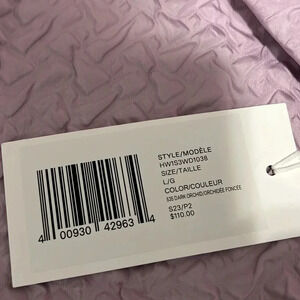 STYLE/MODÈLE
HW1S3WD1038
SIZE/TAILLE
L/G
COLOR/COULEUR
535 DARK ORCHID/ORCHIDÉE FONCÉE
S23/P2
$110.00
4 00930 42963 4